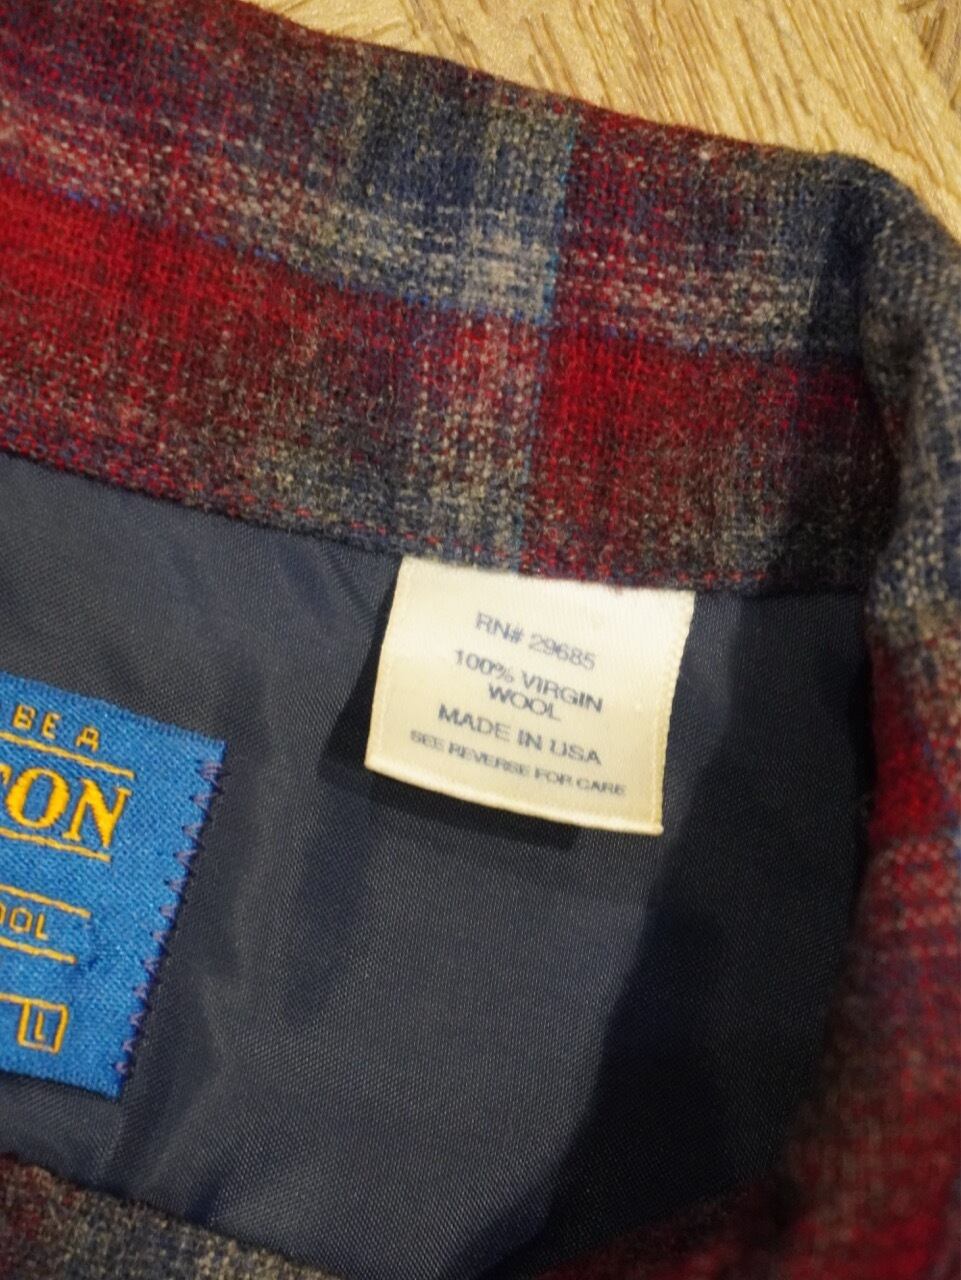 RN# 29685
100% VIRGIN
WOOL
MADE IN USA
SEE REVERSE FOR CARE
BE A
TON
OOL
L